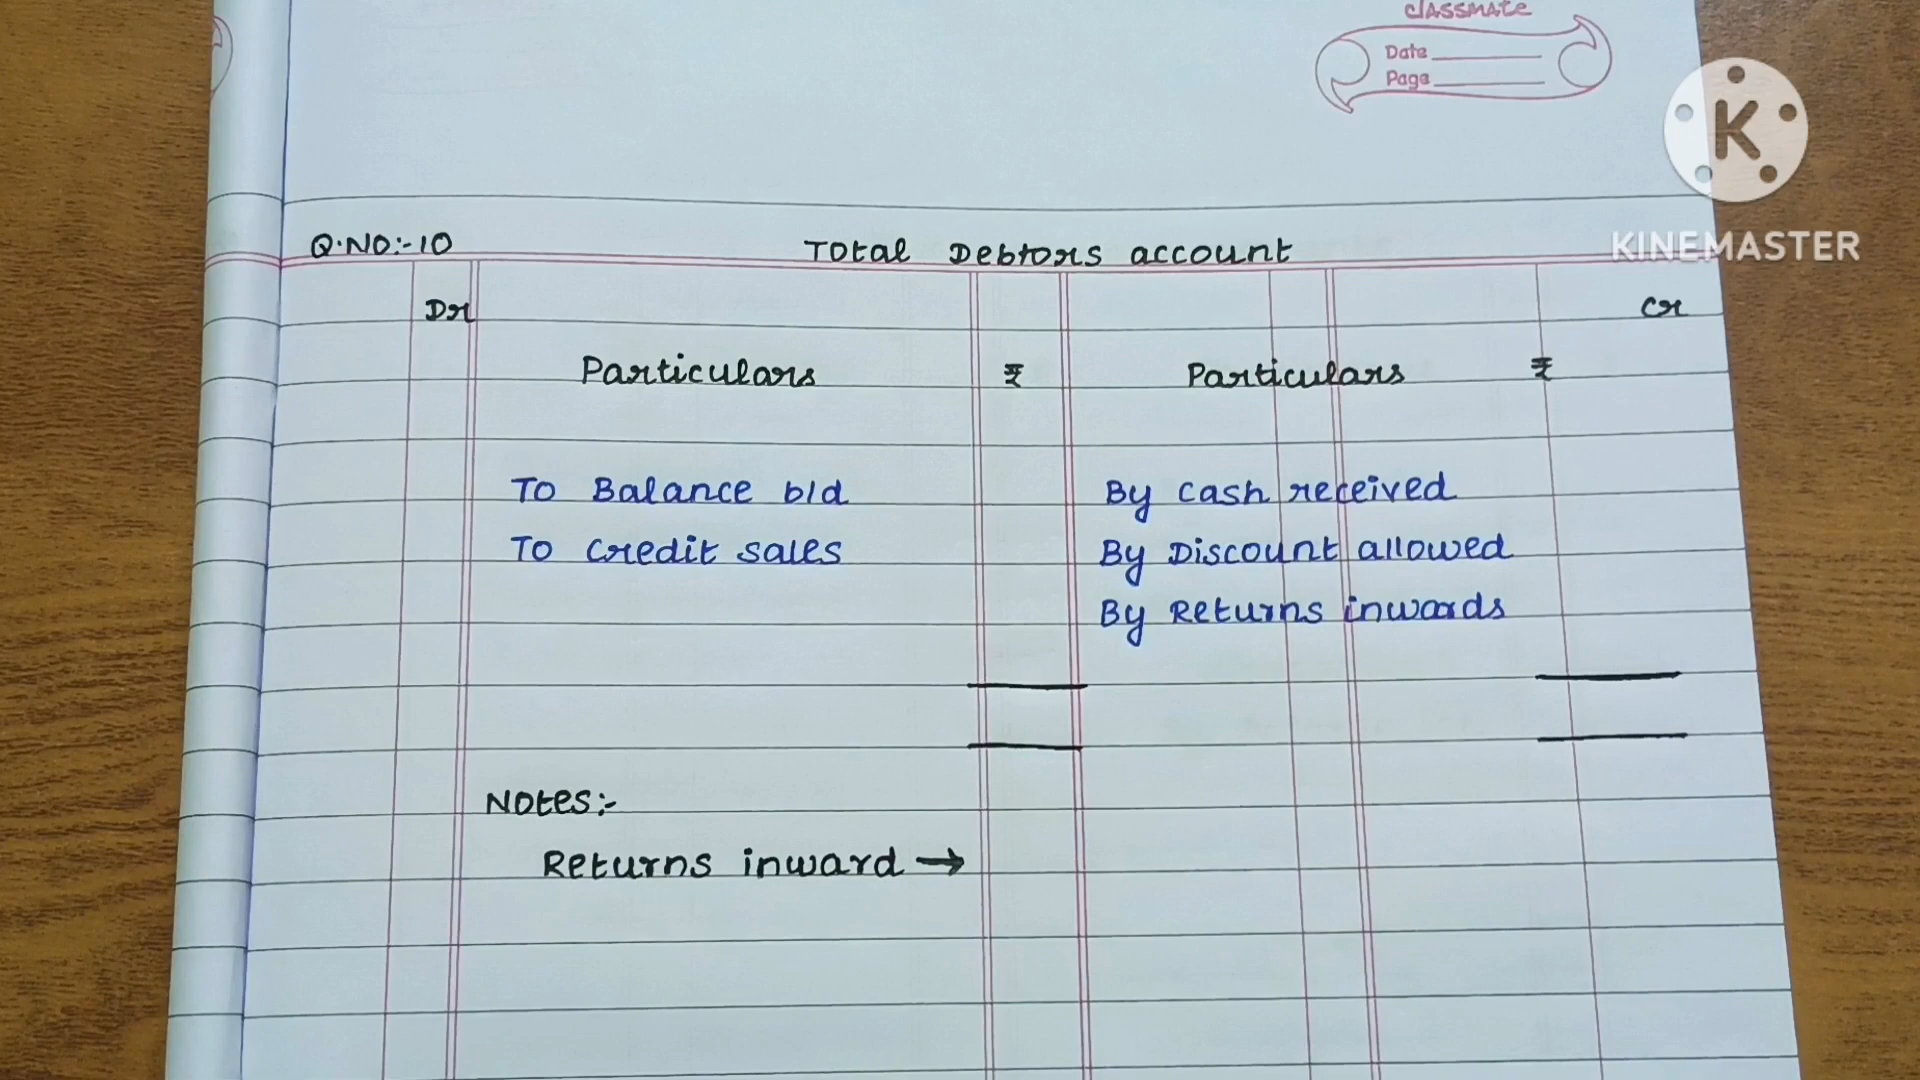 classmate
Date
Page
K
KINEMASTER
Q.NO:-10 Total Debtors account
Dr Cr
Particulars ₹ Particulars ₹
To Balance b/d By cash received
To credit sales By Discount allowed
By Returns inwards
Notes:-
Returns inward →